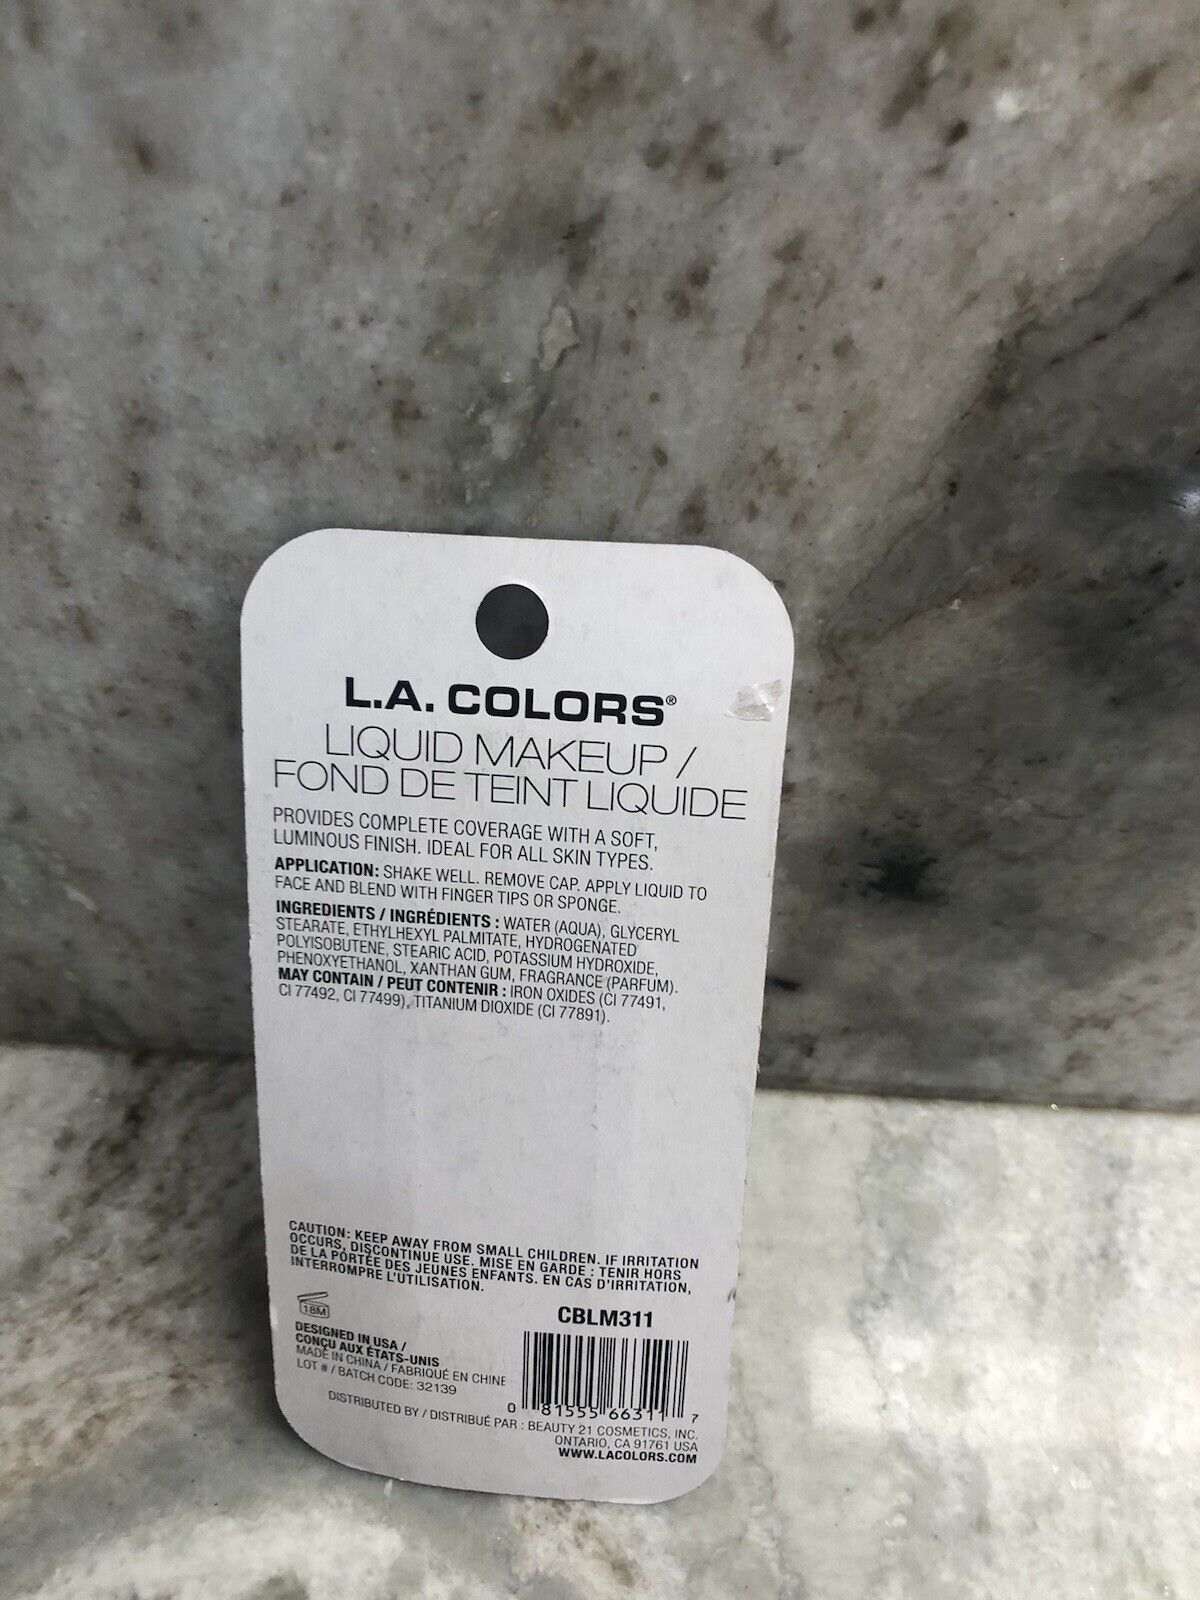 L.A. COLORS®
LIQUID MAKEUP /
FOND DE TEINT LIQUIDE
PROVIDES COMPLETE COVERAGE WITH A SOFT,
LUMINOUS FINISH. IDEAL FOR ALL SKIN TYPES.
APPLICATION: SHAKE WELL. REMOVE CAP. APPLY LIQUID TO
FACE AND BLEND WITH FINGER TIPS OR SPONGE.
INGREDIENTS / INGRÉDIENTS : WATER (AQUA), GLYCERYL
STEARATE, ETHYLHEXYL PALMITATE, HYDROGENATED
POLYISOBUTENE, STEARIC ACID, POTASSIUM HYDROXIDE,
PHENOXYETHANOL, XANTHAN GUM, FRAGRANCE (PARFUM).
MAY CONTAIN / PEUT CONTENIR : IRON OXIDES (CI 77491,
CI 77492, CI 77499), TITANIUM DIOXIDE (CI 77891).
CAUTION: KEEP AWAY FROM SMALL CHILDREN. IF IRRITATION
OCCURS, DISCONTINUE USE. MISE EN GARDE : TENIR HORS
DE LA PORTÉE DES JEUNES ENFANTS. EN CAS D'IRRITATION,
INTERROMPRE L'UTILISATION.
18M
CBLM311
DESIGNED IN USA /
CONÇU AUX ÉTATS-UNIS
MADE IN CHINA / FABRIQUÉ EN CHINE
LOT # / BATCH CODE: 32139
0 81555 66311 7
DISTRIBUTED BY / DISTRIBUÉ PAR : BEAUTY 21 COSMETICS, INC.
ONTARIO, CA 91761 USA
WWW.LACOLORS.COM